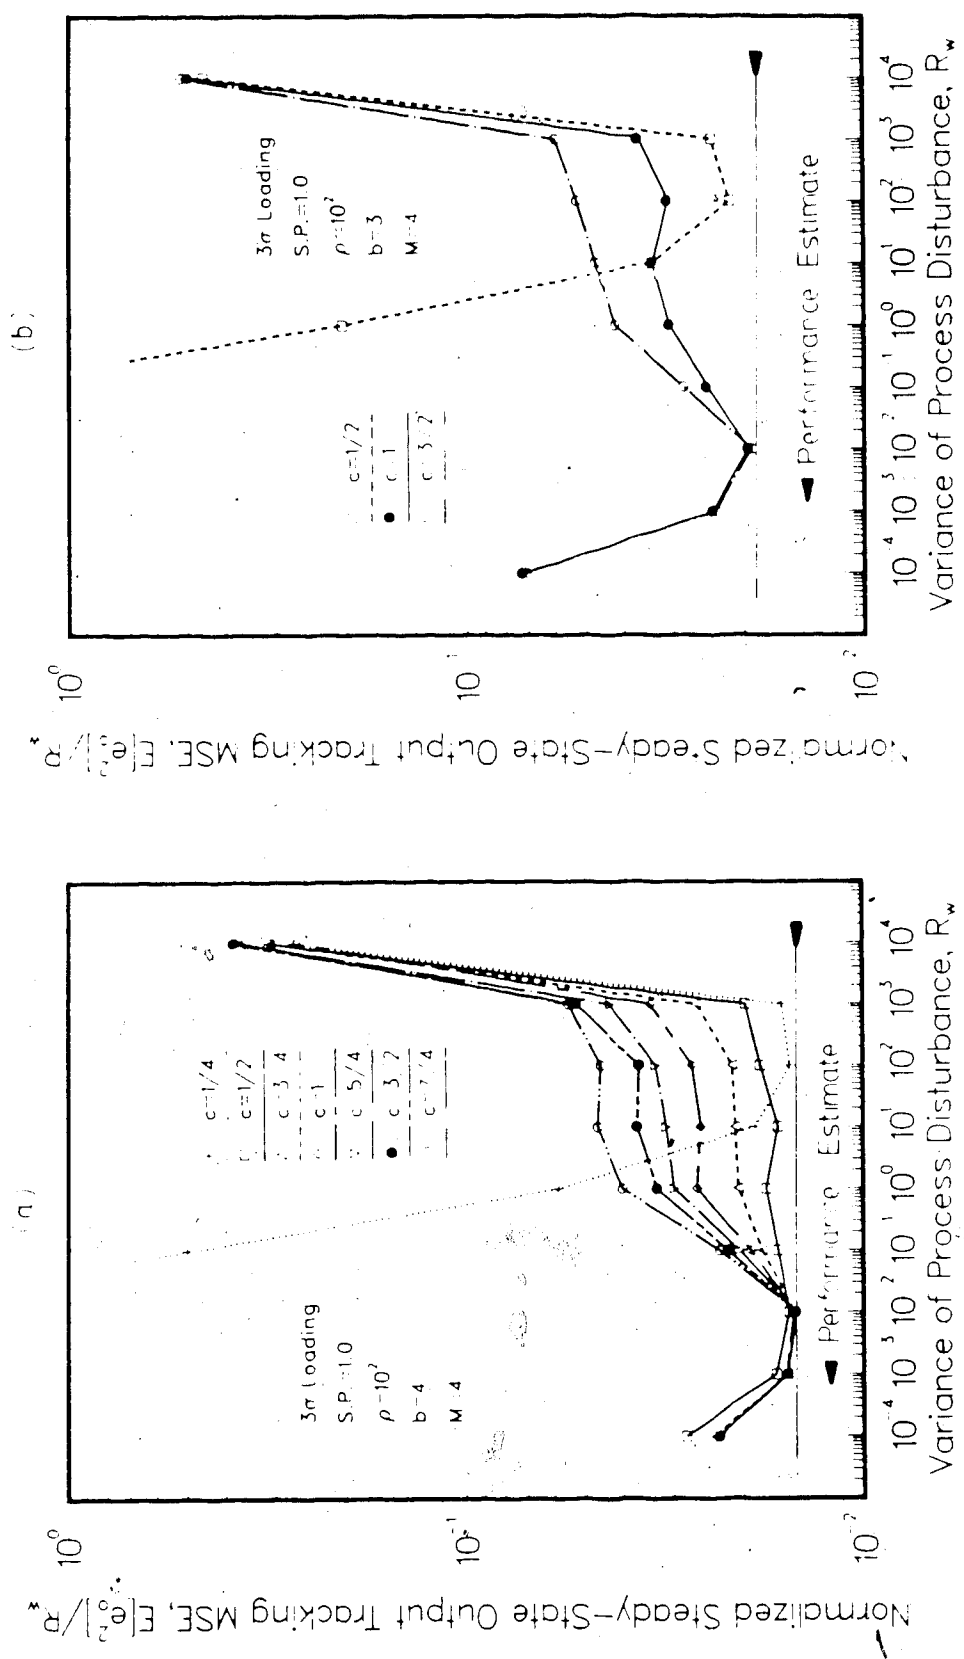 (a)
Normalized Steady-State Output Tracking MSE, E[e₀²]/R_w
10⁰
10⁻¹
10⁻²
3σ Loading
S.P.=1.0
ρ=10²
b=4
M=4
c=1/4
c=1/2
c=3/4
c=1
c=5/4
c=3/2
c=7/4
Performance Estimate
10⁻⁴ 10⁻³ 10⁻² 10⁻¹ 10⁰ 10¹ 10² 10³ 10⁴
Variance of Process Disturbance, R_w
(b)
Normalized Steady-State Output Tracking MSE, E[e₀²]/R_w
10⁰
10⁻¹
10⁻²
c=1/2
c=1
c=3/2
3σ Loading
S.P.=1.0
ρ=10²
b=3
M=4
Performance Estimate
10⁻⁴ 10⁻³ 10⁻² 10⁻¹ 10⁰ 10¹ 10² 10³ 10⁴
Variance of Process Disturbance, R_w